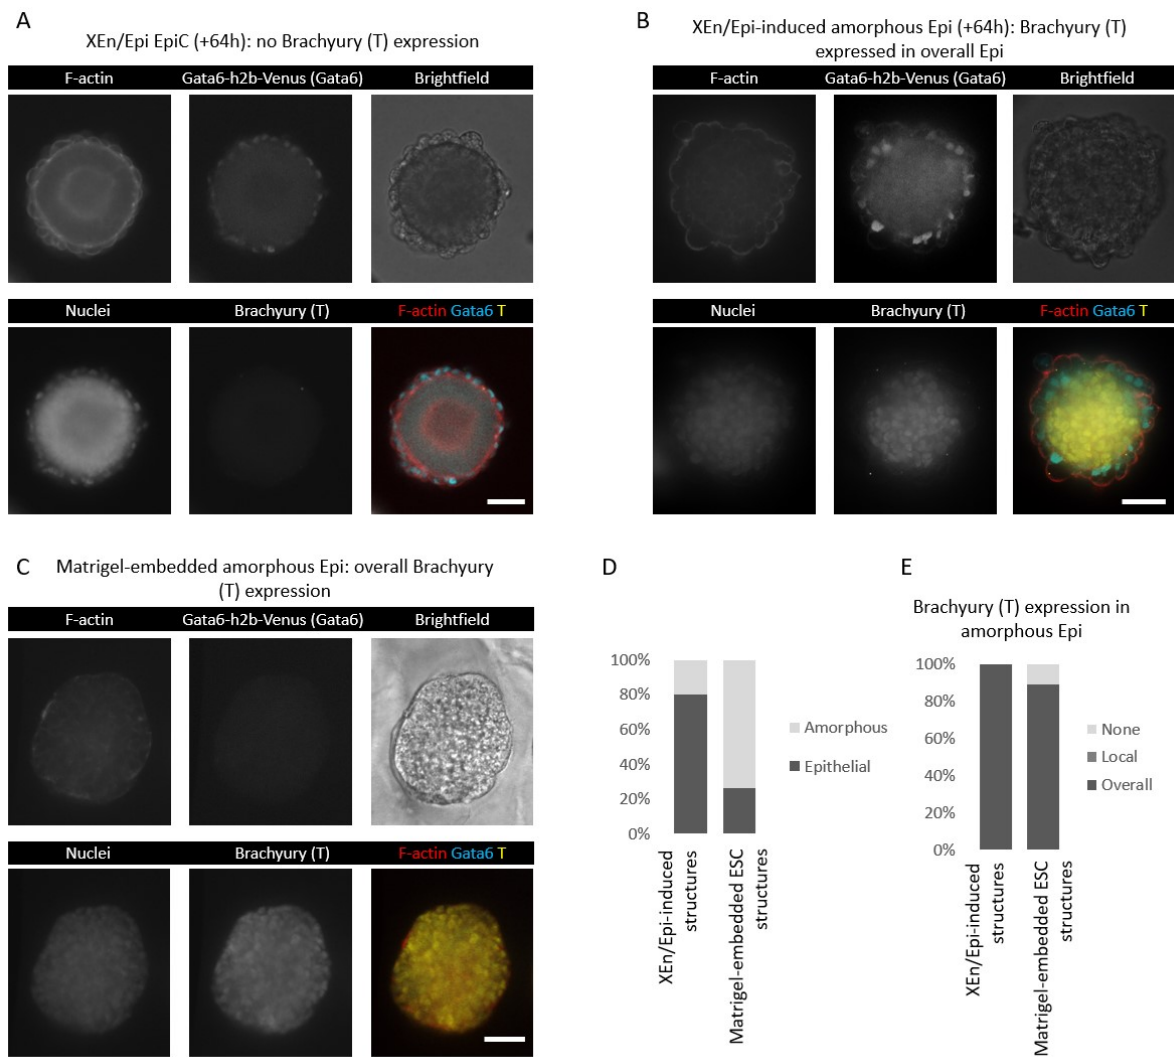 A
XEn/Epi EpiC (+64h): no Brachyury (T) expression
F-actin
Gata6-h2b-Venus (Gata6)
Brightfield
Nuclei
Brachyury (T)
F-actin Gata6 T
B
XEn/Epi-induced amorphous Epi (+64h): Brachyury (T)
expressed in overall Epi
F-actin
Gata6-h2b-Venus (Gata6)
Brightfield
Nuclei
Brachyury (T)
F-actin Gata6 T
C
Matrigel-embedded amorphous Epi: overall Brachyury
(T) expression
F-actin
Gata6-h2b-Venus (Gata6)
Brightfield
Nuclei
Brachyury (T)
F-actin Gata6 T
D
100%
80%
60%
40%
20%
0%
Amorphous
Epithelial
XEn/Epi-induced
structures
Matrigel-embedded ESC
structures
E
Brachyury (T) expression in
amorphous Epi
100%
80%
60%
40%
20%
0%
None
Local
Overall
XEn/Epi-induced
structures
Matrigel-embedded ESC
structures